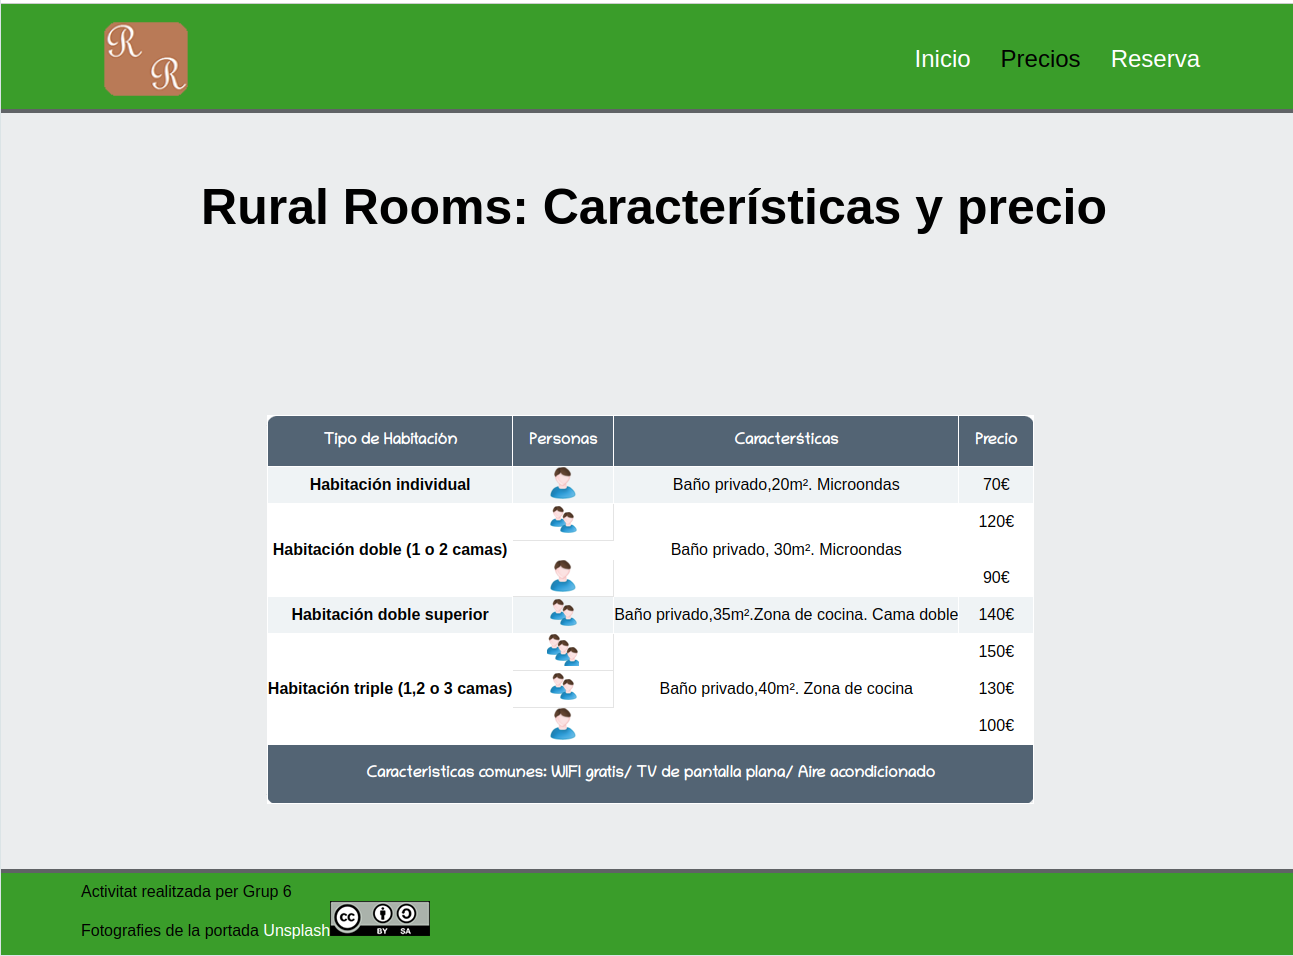 R
R
Inicio Precios Reserva
Rural Rooms: Características y precio
Tipo de Habitación Personas Caracterśticas Precio
Habitación individual Baño privado,20m². Microondas 70€
120€
Habitación doble (1 o 2 camas) Baño privado, 30m². Microondas
90€
Habitación doble superior Baño privado,35m².Zona de cocina. Cama doble 140€
150€
Habitación triple (1,2 o 3 camas) Baño privado,40m². Zona de cocina 130€
100€
Características comunes: WIFI gratis/ TV de pantalla plana/ Aire acondicionado
Activitat realitzada per Grup 6
Fotografies de la portada Unsplash cc BY SA